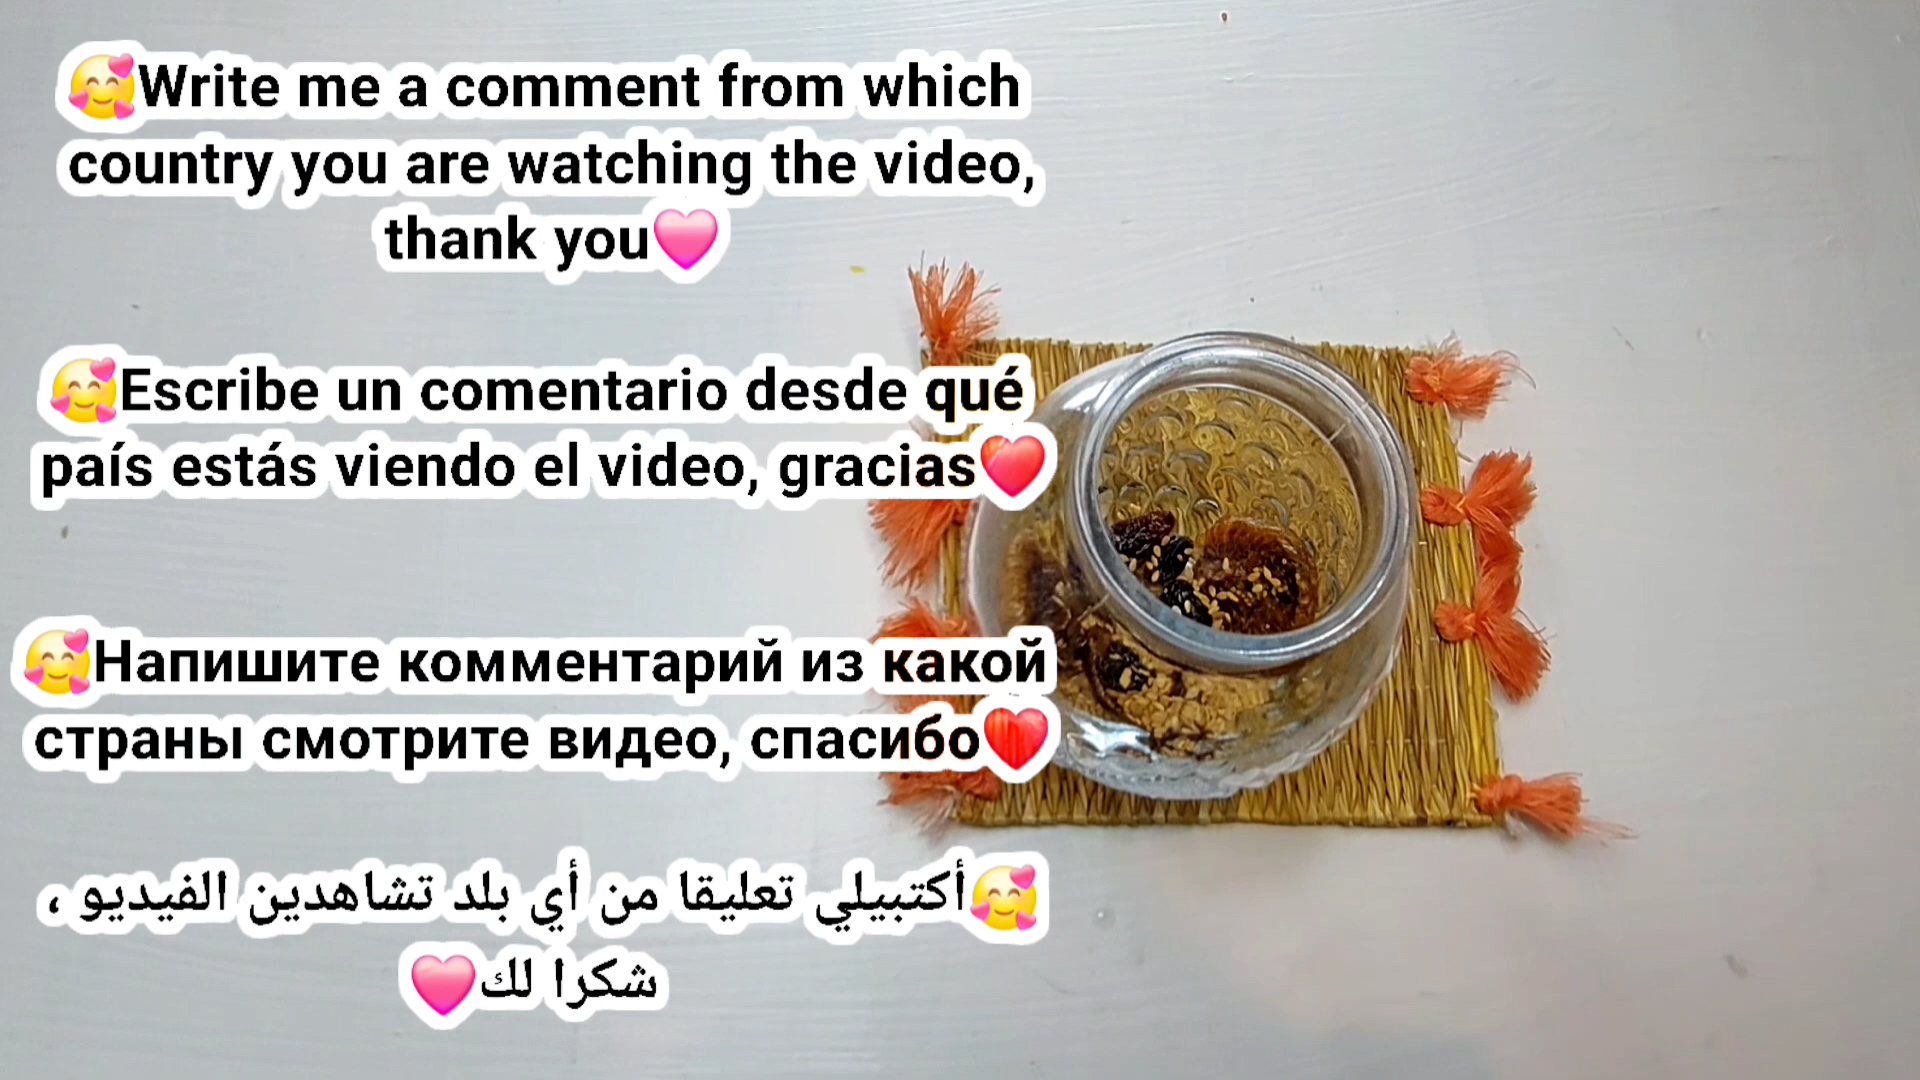 🥰Write me a comment from which
country you are watching the video,
thank you🩷
🥰Escribe un comentario desde qué
país estás viendo el video, gracias❤️
🥰Напишите комментарий из какой
страны смотрите видео, спасибо❤️
🥰أكتبيلي تعليقا من أي بلد تشاهدين الفيديو ،
شكرا لك🩷